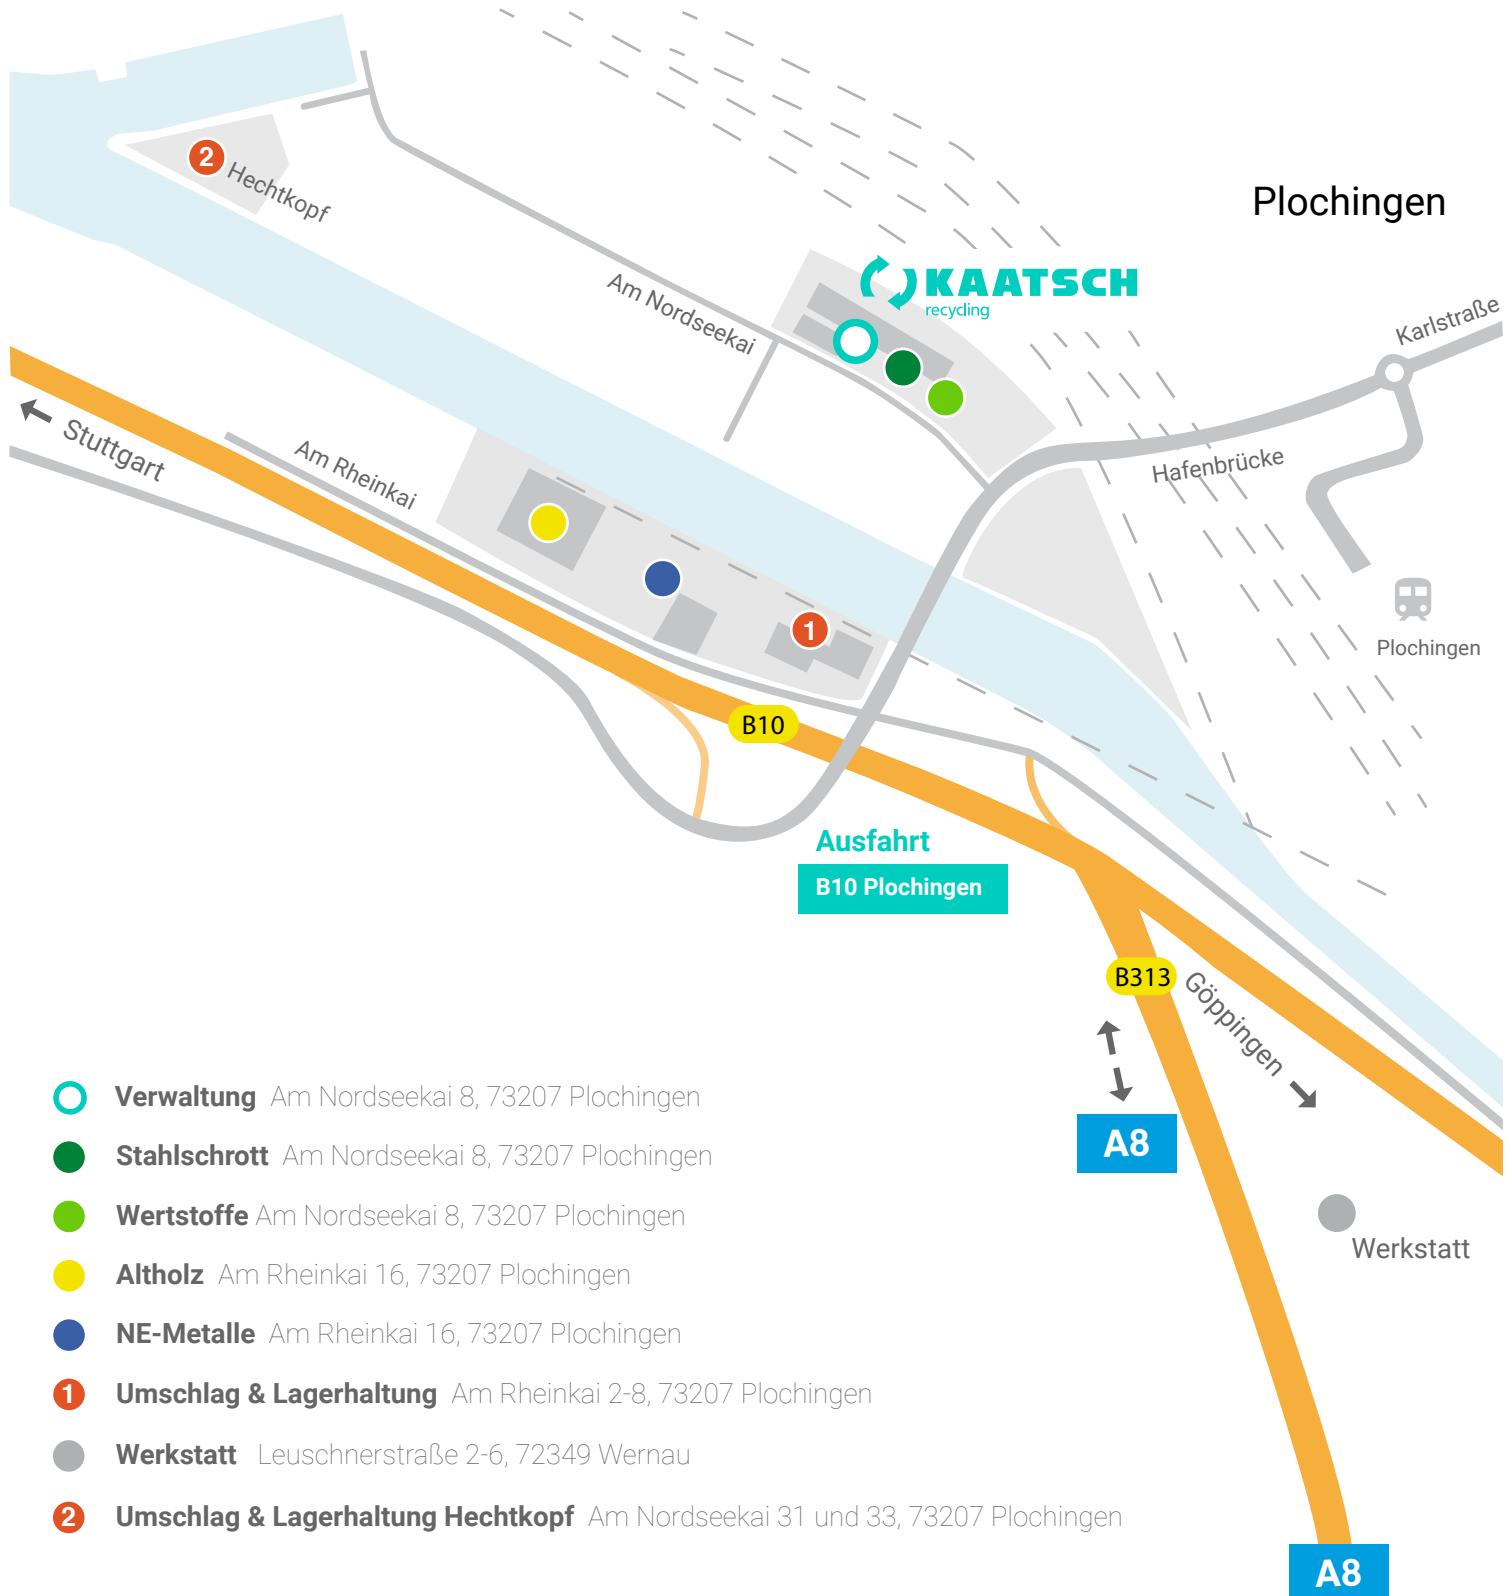 2
Hechtkopf
Plochingen
Am Nordseekai
KAATSCH
recycling
Karlstraße
Stuttgart
Am Rheinkai
Hafenbrücke
1
Plochingen
B10
Ausfahrt
B10 Plochingen
B313
Göppingen
A8
Werkstatt
Verwaltung Am Nordseekai 8, 73207 Plochingen
Stahlschrott Am Nordseekai 8, 73207 Plochingen
Wertstoffe Am Nordseekai 8, 73207 Plochingen
Altholz Am Rheinkai 16, 73207 Plochingen
NE-Metalle Am Rheinkai 16, 73207 Plochingen
1 Umschlag & Lagerhaltung Am Rheinkai 2-8, 73207 Plochingen
Werkstatt Leuschnerstraße 2-6, 72349 Wernau
2 Umschlag & Lagerhaltung Hechtkopf Am Nordseekai 31 und 33, 73207 Plochingen
A8